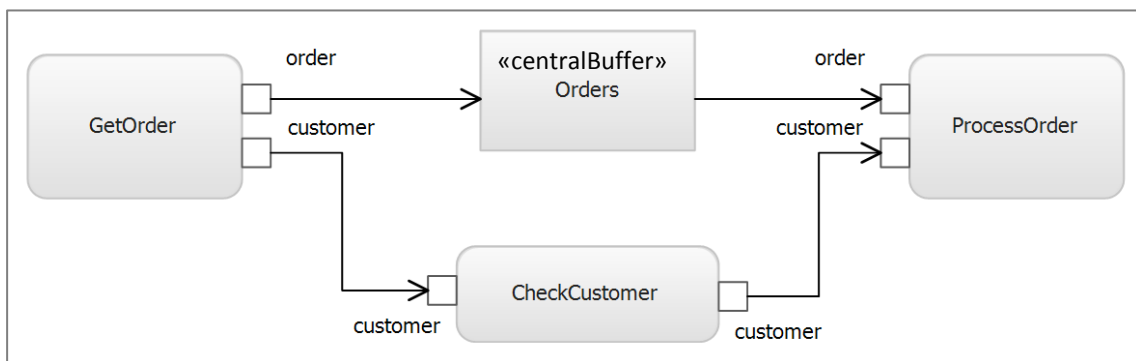 order
«centralBuffer»
Orders
order
GetOrder
customer
customer
ProcessOrder
CheckCustomer
customer
customer